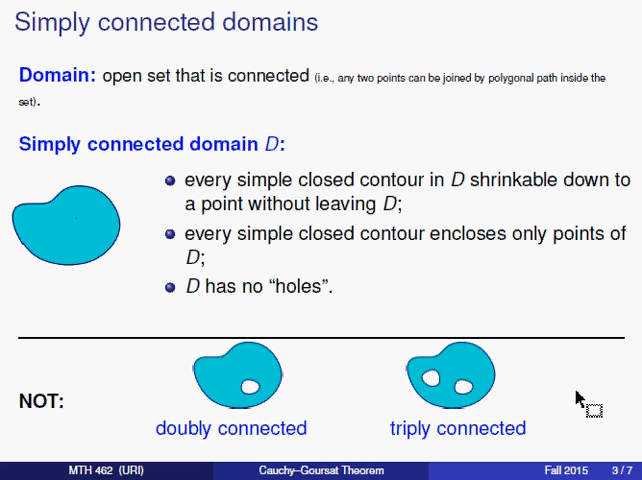 Simply connected domains
Domain: open set that is connected (i.e., any two points can be joined by polygonal path inside the
set).
Simply connected domain D:
every simple closed contour in D shrinkable down to
a point without leaving D;
every simple closed contour encloses only points of
D;
D has no “holes”.
NOT:
doubly connected
triply connected
MTH 462 (URI)
Cauchy–Goursat Theorem
Fall 2015
3 / 7